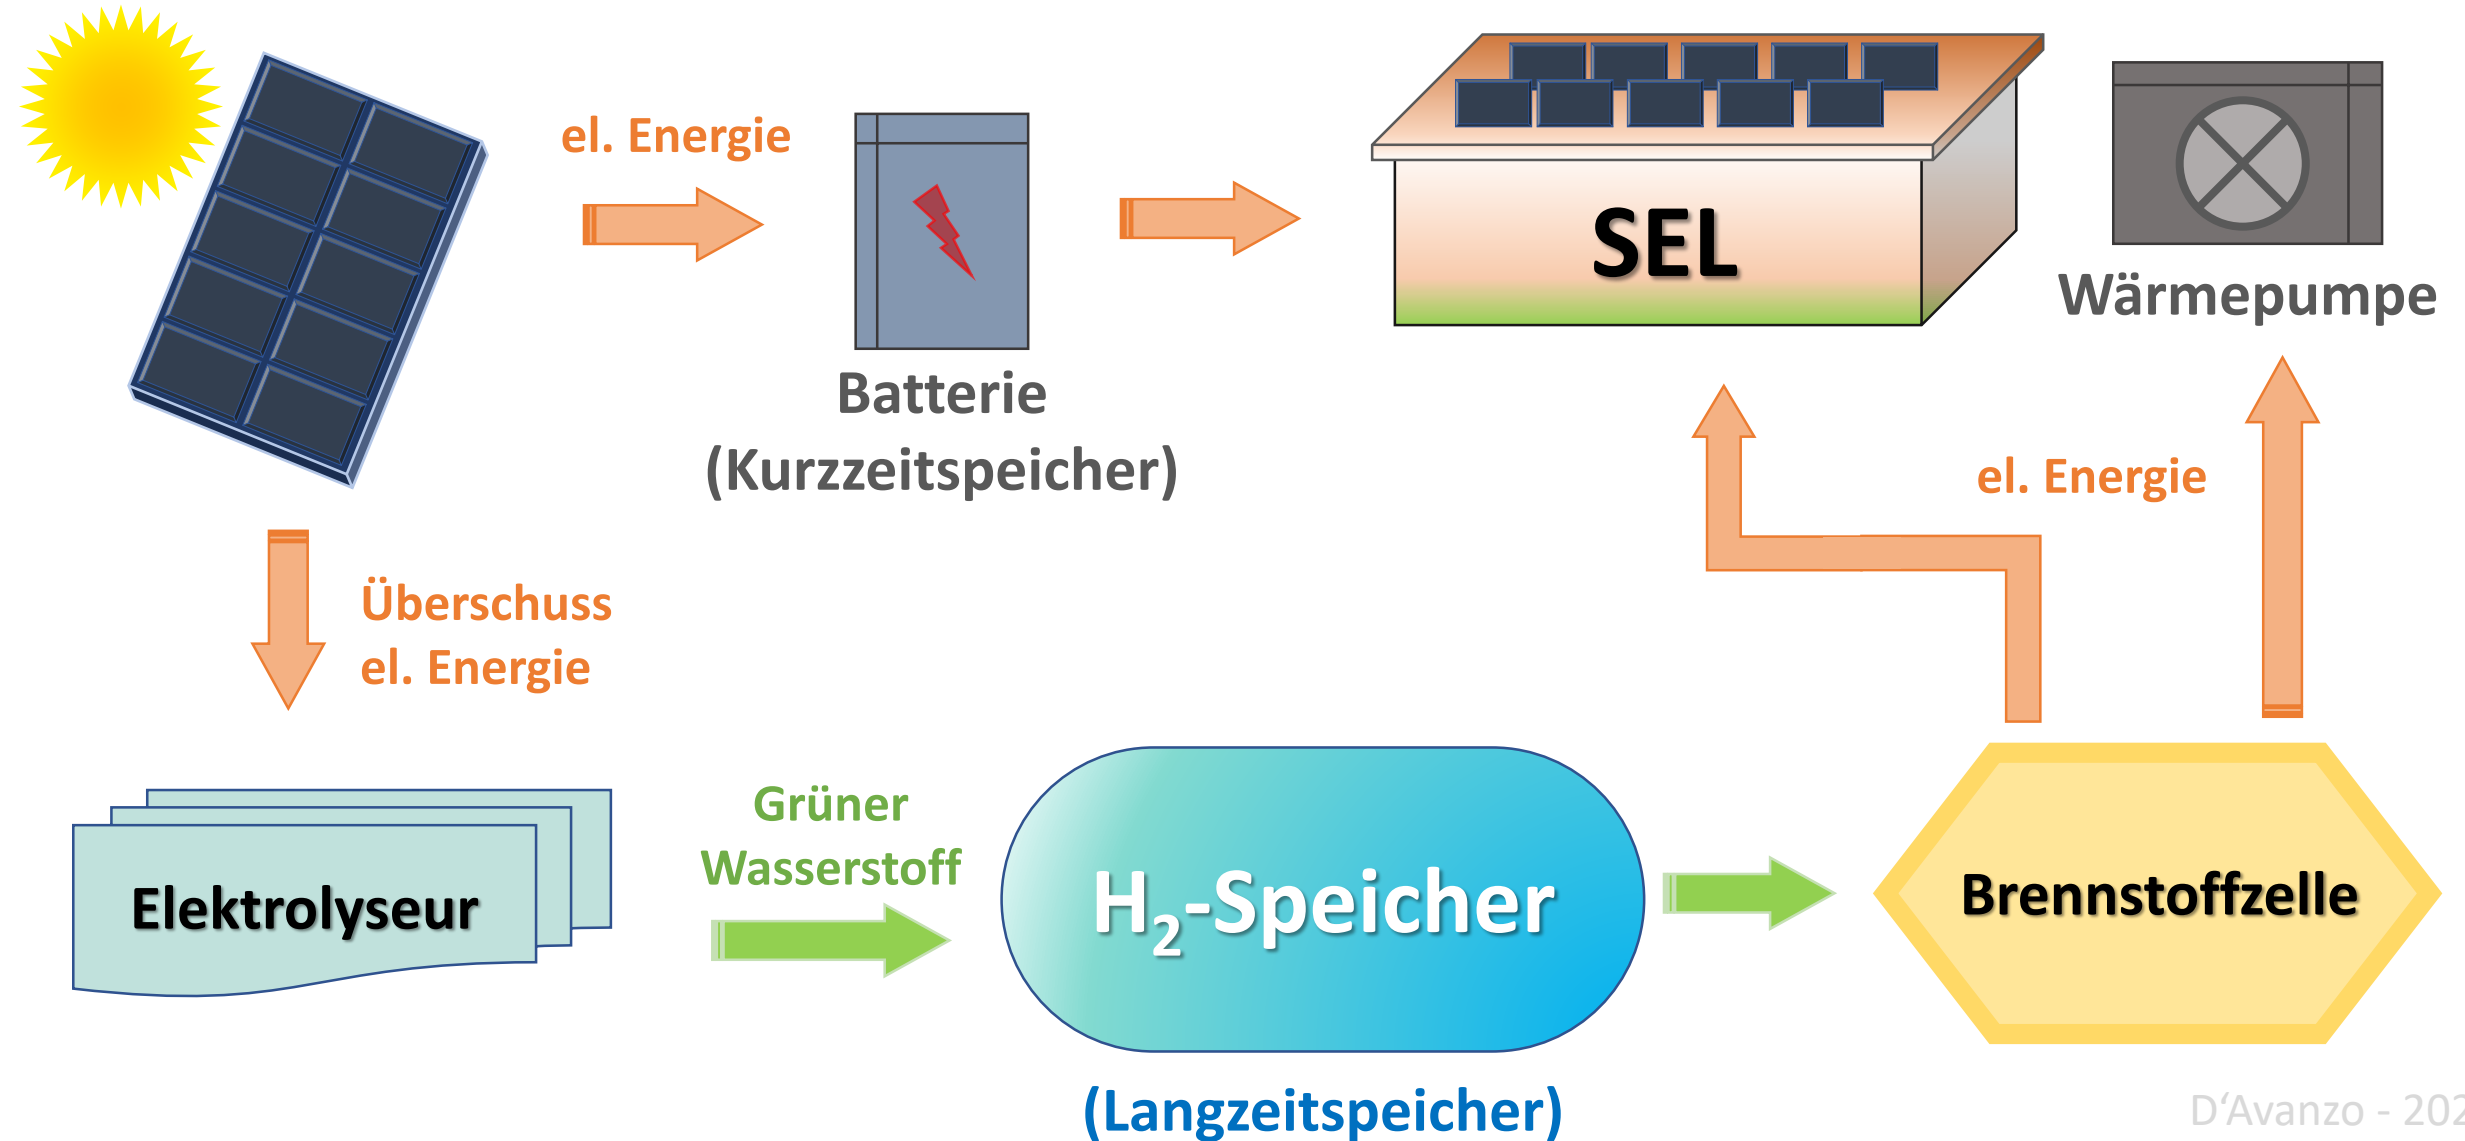 el. Energie
SEL
Wärmepumpe
Batterie
(Kurzzeitspeicher)
el. Energie
Überschuss
el. Energie
Grüner
Wasserstoff
Elektrolyseur
H₂-Speicher
Brennstoffzelle
(Langzeitspeicher)
D‘Avanzo -